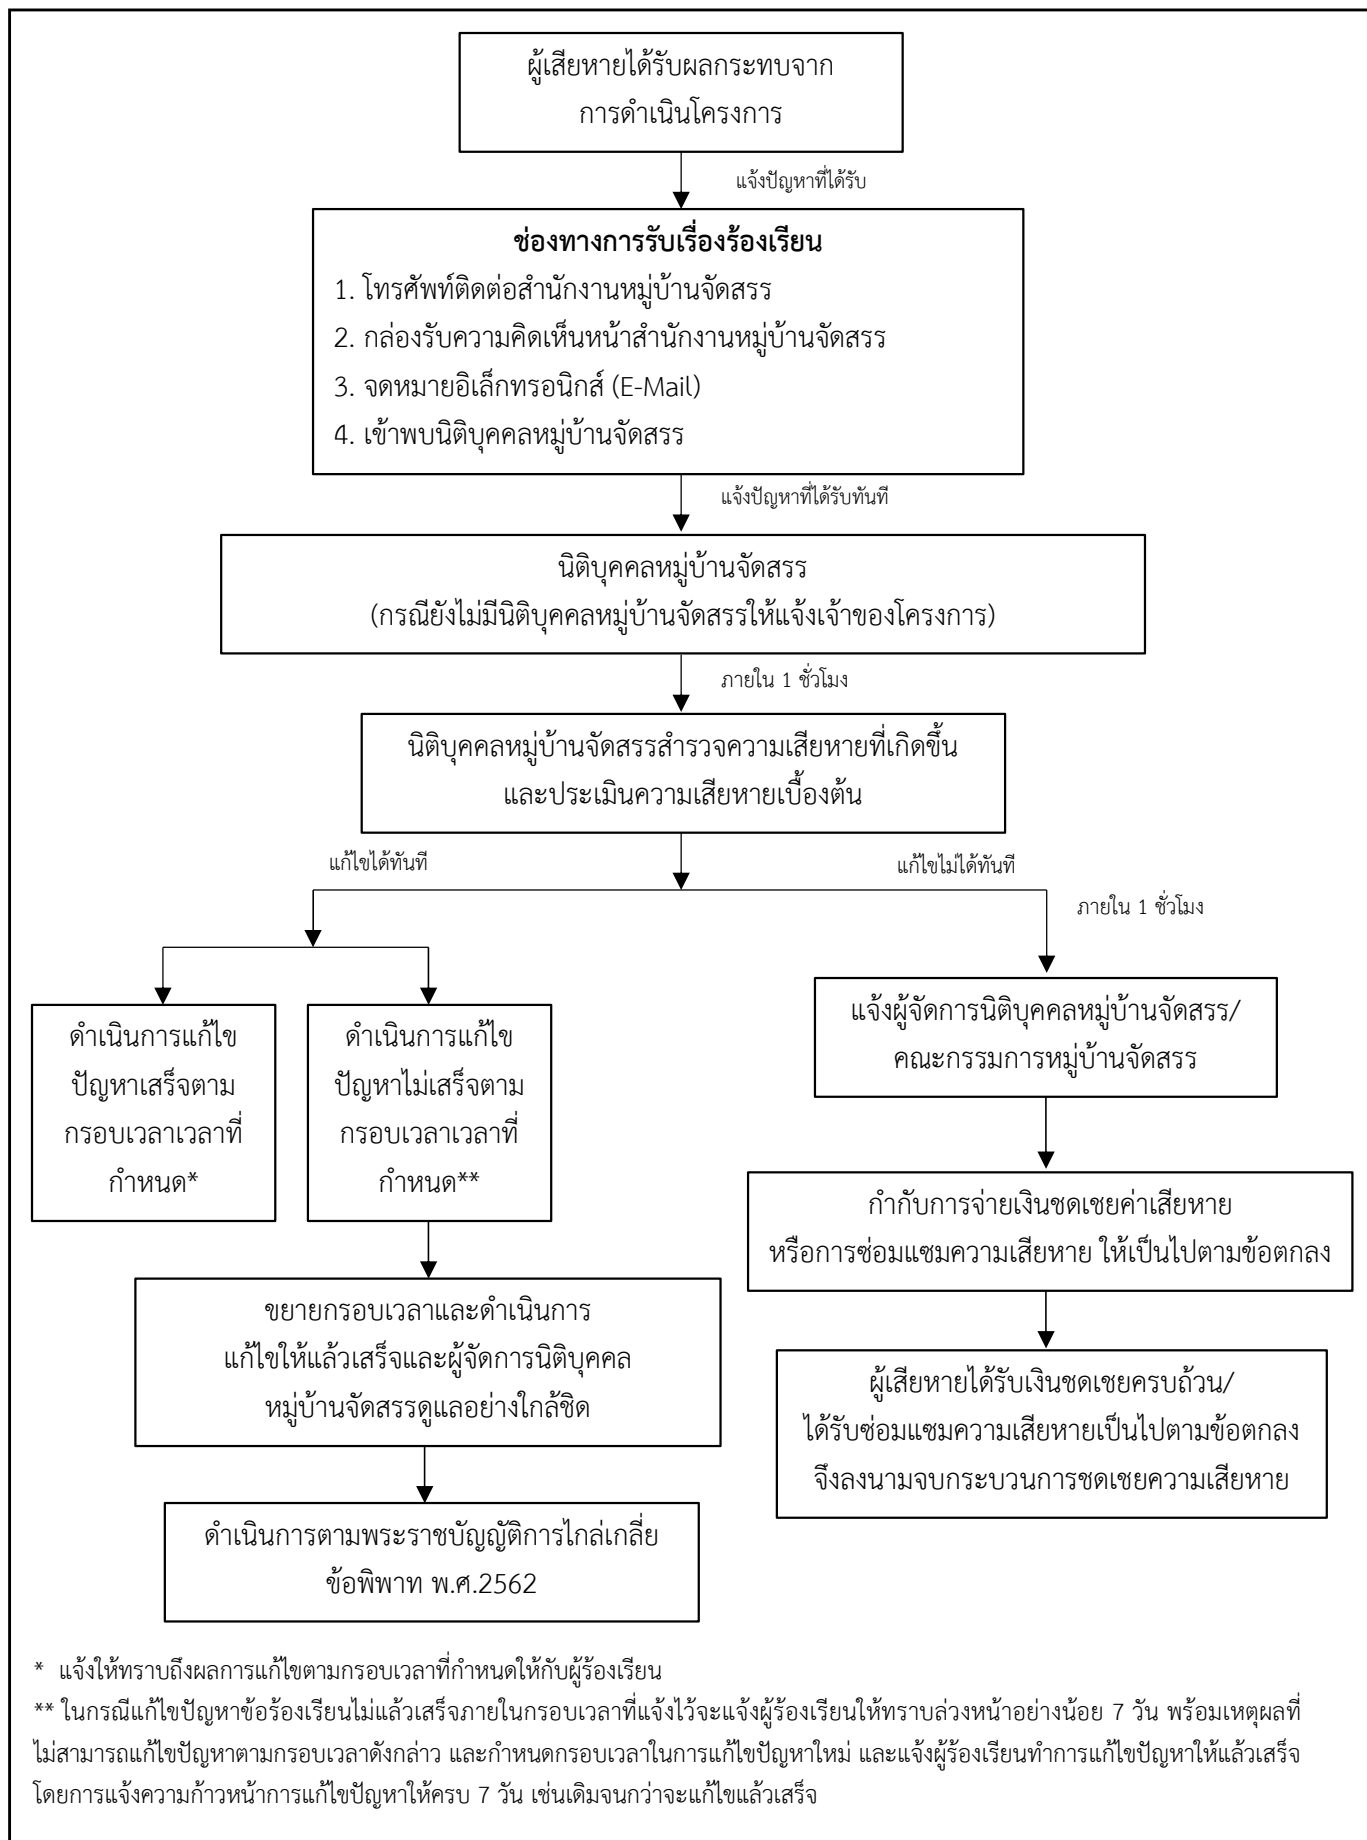 ผู้เสียหายได้รับผลกระทบจาก
การดำเนินโครงการ
แจ้งปัญหาที่ได้รับ
ช่องทางการรับเรื่องร้องเรียน
1. โทรศัพท์ติดต่อสำนักงานหมู่บ้านจัดสรร
2. กล่องรับความคิดเห็นหน้าสำนักงานหมู่บ้านจัดสรร
3. จดหมายอิเล็กทรอนิกส์ (E-Mail)
4. เข้าพบนิติบุคคลหมู่บ้านจัดสรร
แจ้งปัญหาที่ได้รับทันที
นิติบุคคลหมู่บ้านจัดสรร
(กรณียังไม่มีนิติบุคคลหมู่บ้านจัดสรรให้แจ้งเจ้าของโครงการ)
ภายใน 1 ชั่วโมง
นิติบุคคลหมู่บ้านจัดสรรสำรวจความเสียหายที่เกิดขึ้น
และประเมินความเสียหายเบื้องต้น
แก้ไขได้ทันที
แก้ไขไม่ได้ทันที
ภายใน 1 ชั่วโมง
ดำเนินการแก้ไข
ปัญหาเสร็จตาม
กรอบเวลาเวลาที่
กำหนด*
ดำเนินการแก้ไข
ปัญหาไม่เสร็จตาม
กรอบเวลาเวลาที่
กำหนด**
แจ้งผู้จัดการนิติบุคคลหมู่บ้านจัดสรร/
คณะกรรมการหมู่บ้านจัดสรร
กำกับการจ่ายเงินชดเชยค่าเสียหาย
หรือการซ่อมแซมความเสียหาย ให้เป็นไปตามข้อตกลง
ขยายกรอบเวลาและดำเนินการ
แก้ไขให้แล้วเสร็จและผู้จัดการนิติบุคคล
หมู่บ้านจัดสรรดูแลอย่างใกล้ชิด
ผู้เสียหายได้รับเงินชดเชยครบถ้วน/
ได้รับซ่อมแซมความเสียหายเป็นไปตามข้อตกลง
จึงลงนามจบกระบวนการชดเชยความเสียหาย
ดำเนินการตามพระราชบัญญัติการไกล่เกลี่ย
ข้อพิพาท พ.ศ.2562
* แจ้งให้ทราบถึงผลการแก้ไขตามกรอบเวลาที่กำหนดให้กับผู้ร้องเรียน
** ในกรณีแก้ไขปัญหาข้อร้องเรียนไม่แล้วเสร็จภายในกรอบเวลาที่แจ้งไว้จะแจ้งผู้ร้องเรียนให้ทราบล่วงหน้าอย่างน้อย 7 วัน พร้อมเหตุผลที่
ไม่สามารถแก้ไขปัญหาตามกรอบเวลาดังกล่าว และกำหนดกรอบเวลาในการแก้ไขปัญหาใหม่ และแจ้งผู้ร้องเรียนทำการแก้ไขปัญหาให้แล้วเสร็จ
โดยการแจ้งความก้าวหน้าการแก้ไขปัญหาให้ครบ 7 วัน เช่นเดิมจนกว่าจะแก้ไขแล้วเสร็จ